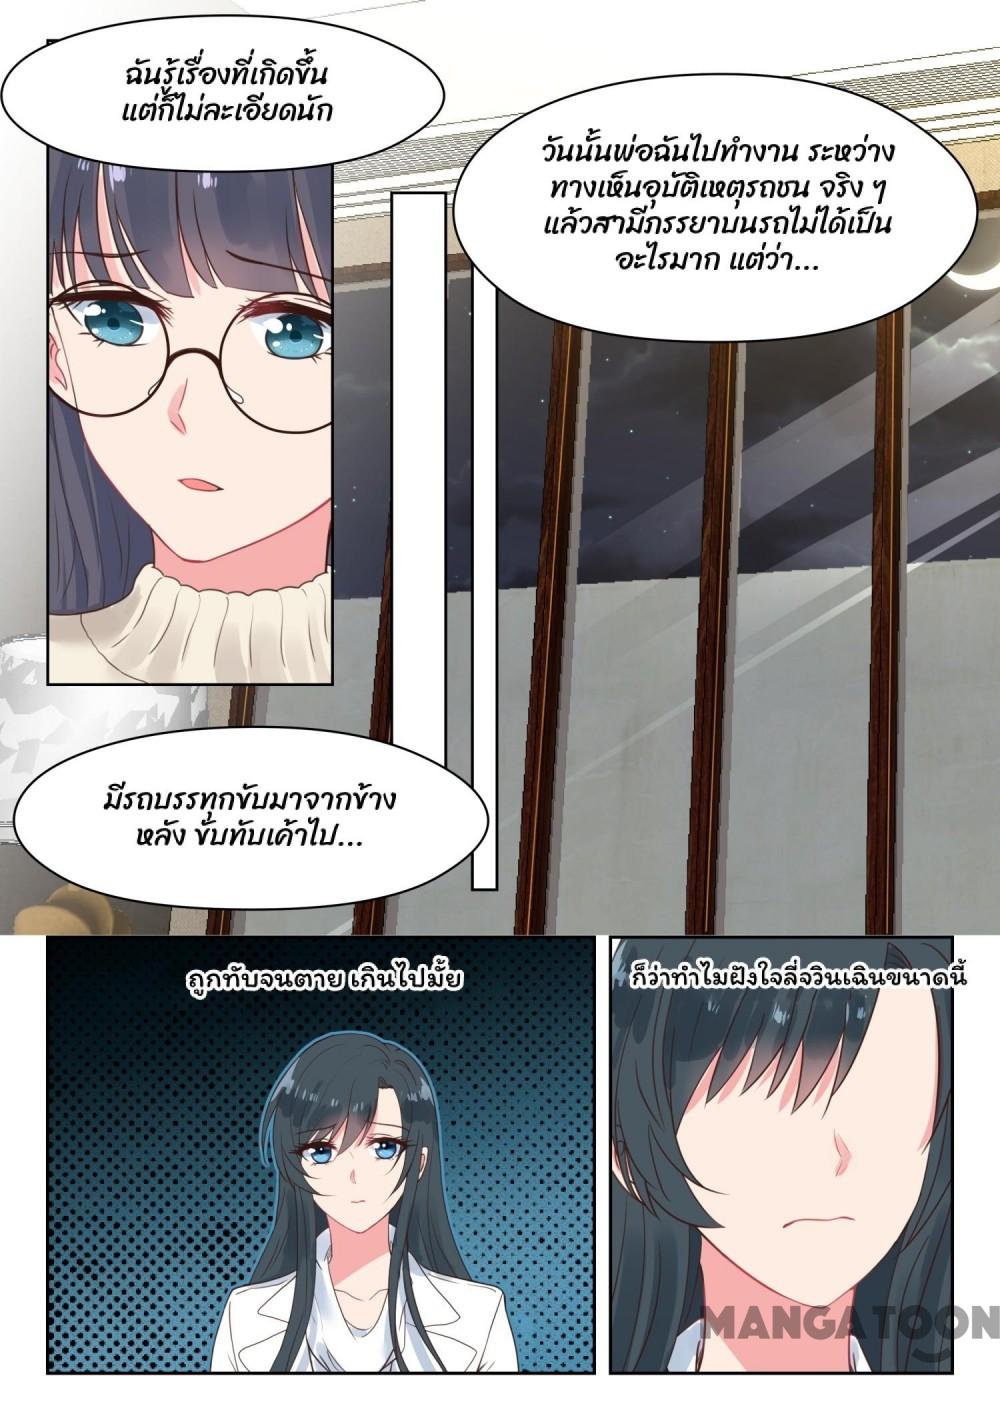 ฉันรู้เรื่องที่เกิดขึ้น
แต่ก็ไม่ละเอียดนัก
วันนั้นพ่อฉันไปทำงาน ระหว่าง
ทางเห็นอุบัติเหตุรถชน จริง ๆ
แล้วสามีภรรยาบนรถไม่ได้เป็น
อะไรมาก แต่ว่า...
มีรถบรรทุกขับมาจากข้าง
หลัง ขับทับเค้าไป...
ถูกทับจนตาย เกินไปมั้ย
ก็ว่าทำไมฝังใจลี่จวินเฉินขนาดนี้
MANGATOON